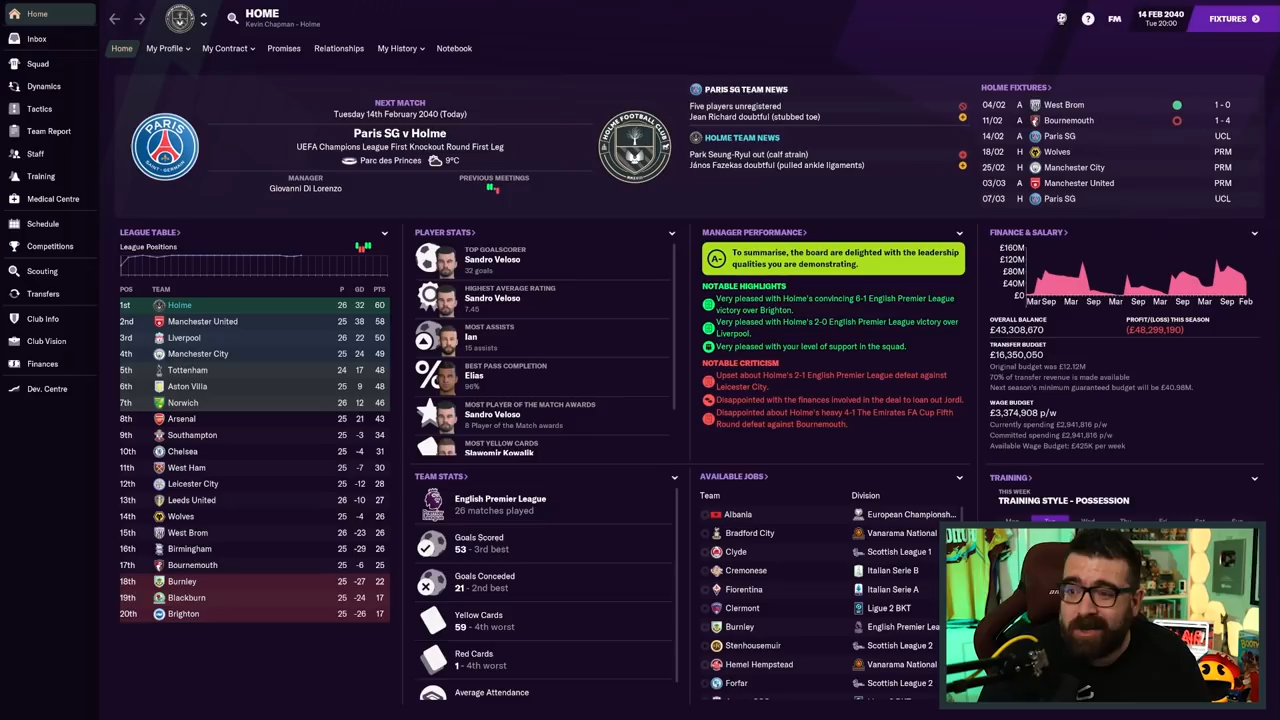 Home
Inbox
Squad
Dynamics
Tactics
Team Report
Staff
Training
Medical Centre
Schedule
Competitions
Scouting
Transfers
Club Info
Club Vision
Finances
Dev. Centre
HOME
Kevin Chapman - Holme
FM
14 FEB 2040
Tue 20:00
FIXTURES
Home My Profile My Contract Promises Relationships My History Notebook
NEXT MATCH
Tuesday 14th February 2040 (Today)
Paris SG v Holme
UEFA Champions League First Knockout Round First Leg
Parc des Princes 9°C
MANAGER
Giovanni Di Lorenzo
PREVIOUS MEETINGS
PARIS
SAINT-GERMAIN
PARIS SG TEAM NEWS
Five players unregistered
Jean Richard doubtful (stubbed toe)
HOLME TEAM NEWS
Park Seung-Ryul out (calf strain)
János Fazekas doubtful (pulled ankle ligaments)
HOLME FIXTURES
04/02 A West Brom 1 - 0
11/02 A Bournemouth 1 - 4
14/02 A Paris SG UCL
18/02 H Wolves PRM
25/02 H Manchester City PRM
03/03 A Manchester United PRM
07/03 H Paris SG UCL
LEAGUE TABLE
League Positions
POS TEAM P GD PTS
1st Holme 26 32 60
2nd Manchester United 25 38 58
3rd Liverpool 26 22 50
4th Manchester City 25 24 49
5th Tottenham 24 17 48
6th Aston Villa 25 9 48
7th Norwich 26 12 46
8th Arsenal 25 21 43
9th Southampton 25 -3 34
10th Chelsea 25 -4 31
11th West Ham 25 -7 30
12th Leicester City 25 -12 28
13th Leeds United 26 -10 27
14th Wolves 25 -4 26
15th West Brom 26 -23 26
16th Birmingham 25 -29 26
17th Bournemouth 25 -6 25
18th Burnley 25 -27 22
19th Blackburn 25 -24 17
20th Brighton 25 -26 17
PLAYER STATS
TOP GOALSCORER
Sandro Veloso
32 goals
HIGHEST AVERAGE RATING
Sandro Veloso
7.45
MOST ASSISTS
Ian
15 assists
BEST PASS COMPLETION
Elias
96%
MOST PLAYER OF THE MATCH AWARDS
Sandro Veloso
8 Player of the Match awards
MOST YELLOW CARDS
Slawomir Kowalik
TEAM STATS
English Premier League
26 matches played
Goals Scored
53 - 3rd best
Goals Conceded
21 - 2nd best
Yellow Cards
59 - 4th worst
Red Cards
1 - 4th worst
Average Attendance
MANAGER PERFORMANCE
A-
To summarise, the board are delighted with the leadership
qualities you are demonstrating.
NOTABLE HIGHLIGHTS
Very pleased with Holme's convincing 6-1 English Premier League
victory over Brighton.
Very pleased with Holme's 2-0 English Premier League victory over
Liverpool.
Very pleased with your level of support in the squad.
NOTABLE CRITICISM
Upset about Holme's 2-1 English Premier League defeat against
Leicester City.
Disappointed with the finances involved in the deal to loan out Jordi.
Disappointed about Holme's heavy 4-1 The Emirates FA Cup Fifth
Round defeat against Bournemouth.
AVAILABLE JOBS
Team Division
Albania European Championsh...
Bradford City Vanarama National
Clyde Scottish League 1
Cremonese Italian Serie B
Fiorentina Italian Serie A
Clermont Ligue 2 BKT
Burnley English Premier Lea
Stenhousemuir Scottish League 2
Hemel Hempstead Vanarama National
Forfar Scottish League 2
FINANCE & SALARY
£160M
£120M
£80M
£40M
£0
Mar Sep Mar Sep Mar Sep Mar Sep Feb
OVERALL BALANCE
£43,308,670
PROFIT/(LOSS) THIS SEASON
(£48,299,190)
TRANSFER BUDGET
£16,350,050
Original budget was £12.12M
70% of transfer revenue is made available
Next season's minimum guaranteed budget will be £40.98M.
WAGE BUDGET
£3,374,908 p/w
Currently spending £2,941,816 p/w
Committed spending £2,941,816 p/w
Available Wage Budget: £425K per week
TRAINING
THIS WEEK
TRAINING STYLE - POSSESSION